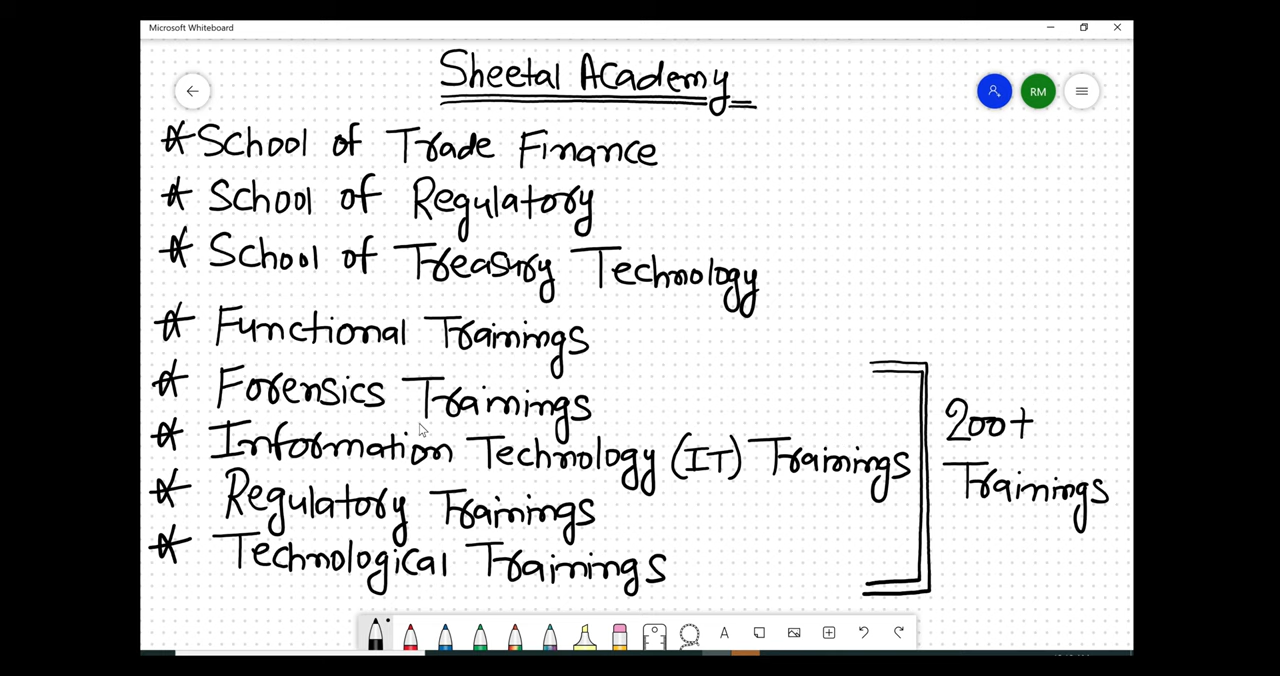 Microsoft Whiteboard
Sheetal Academy
RM
* School of Trade Finance
* School of Regulatory
* School of Treasury Technology
* Functional Trainings
* Forensics Trainings
* Information Technology (IT) Trainings
* Regulatory Trainings
* Technological Trainings
200+
Trainings
A